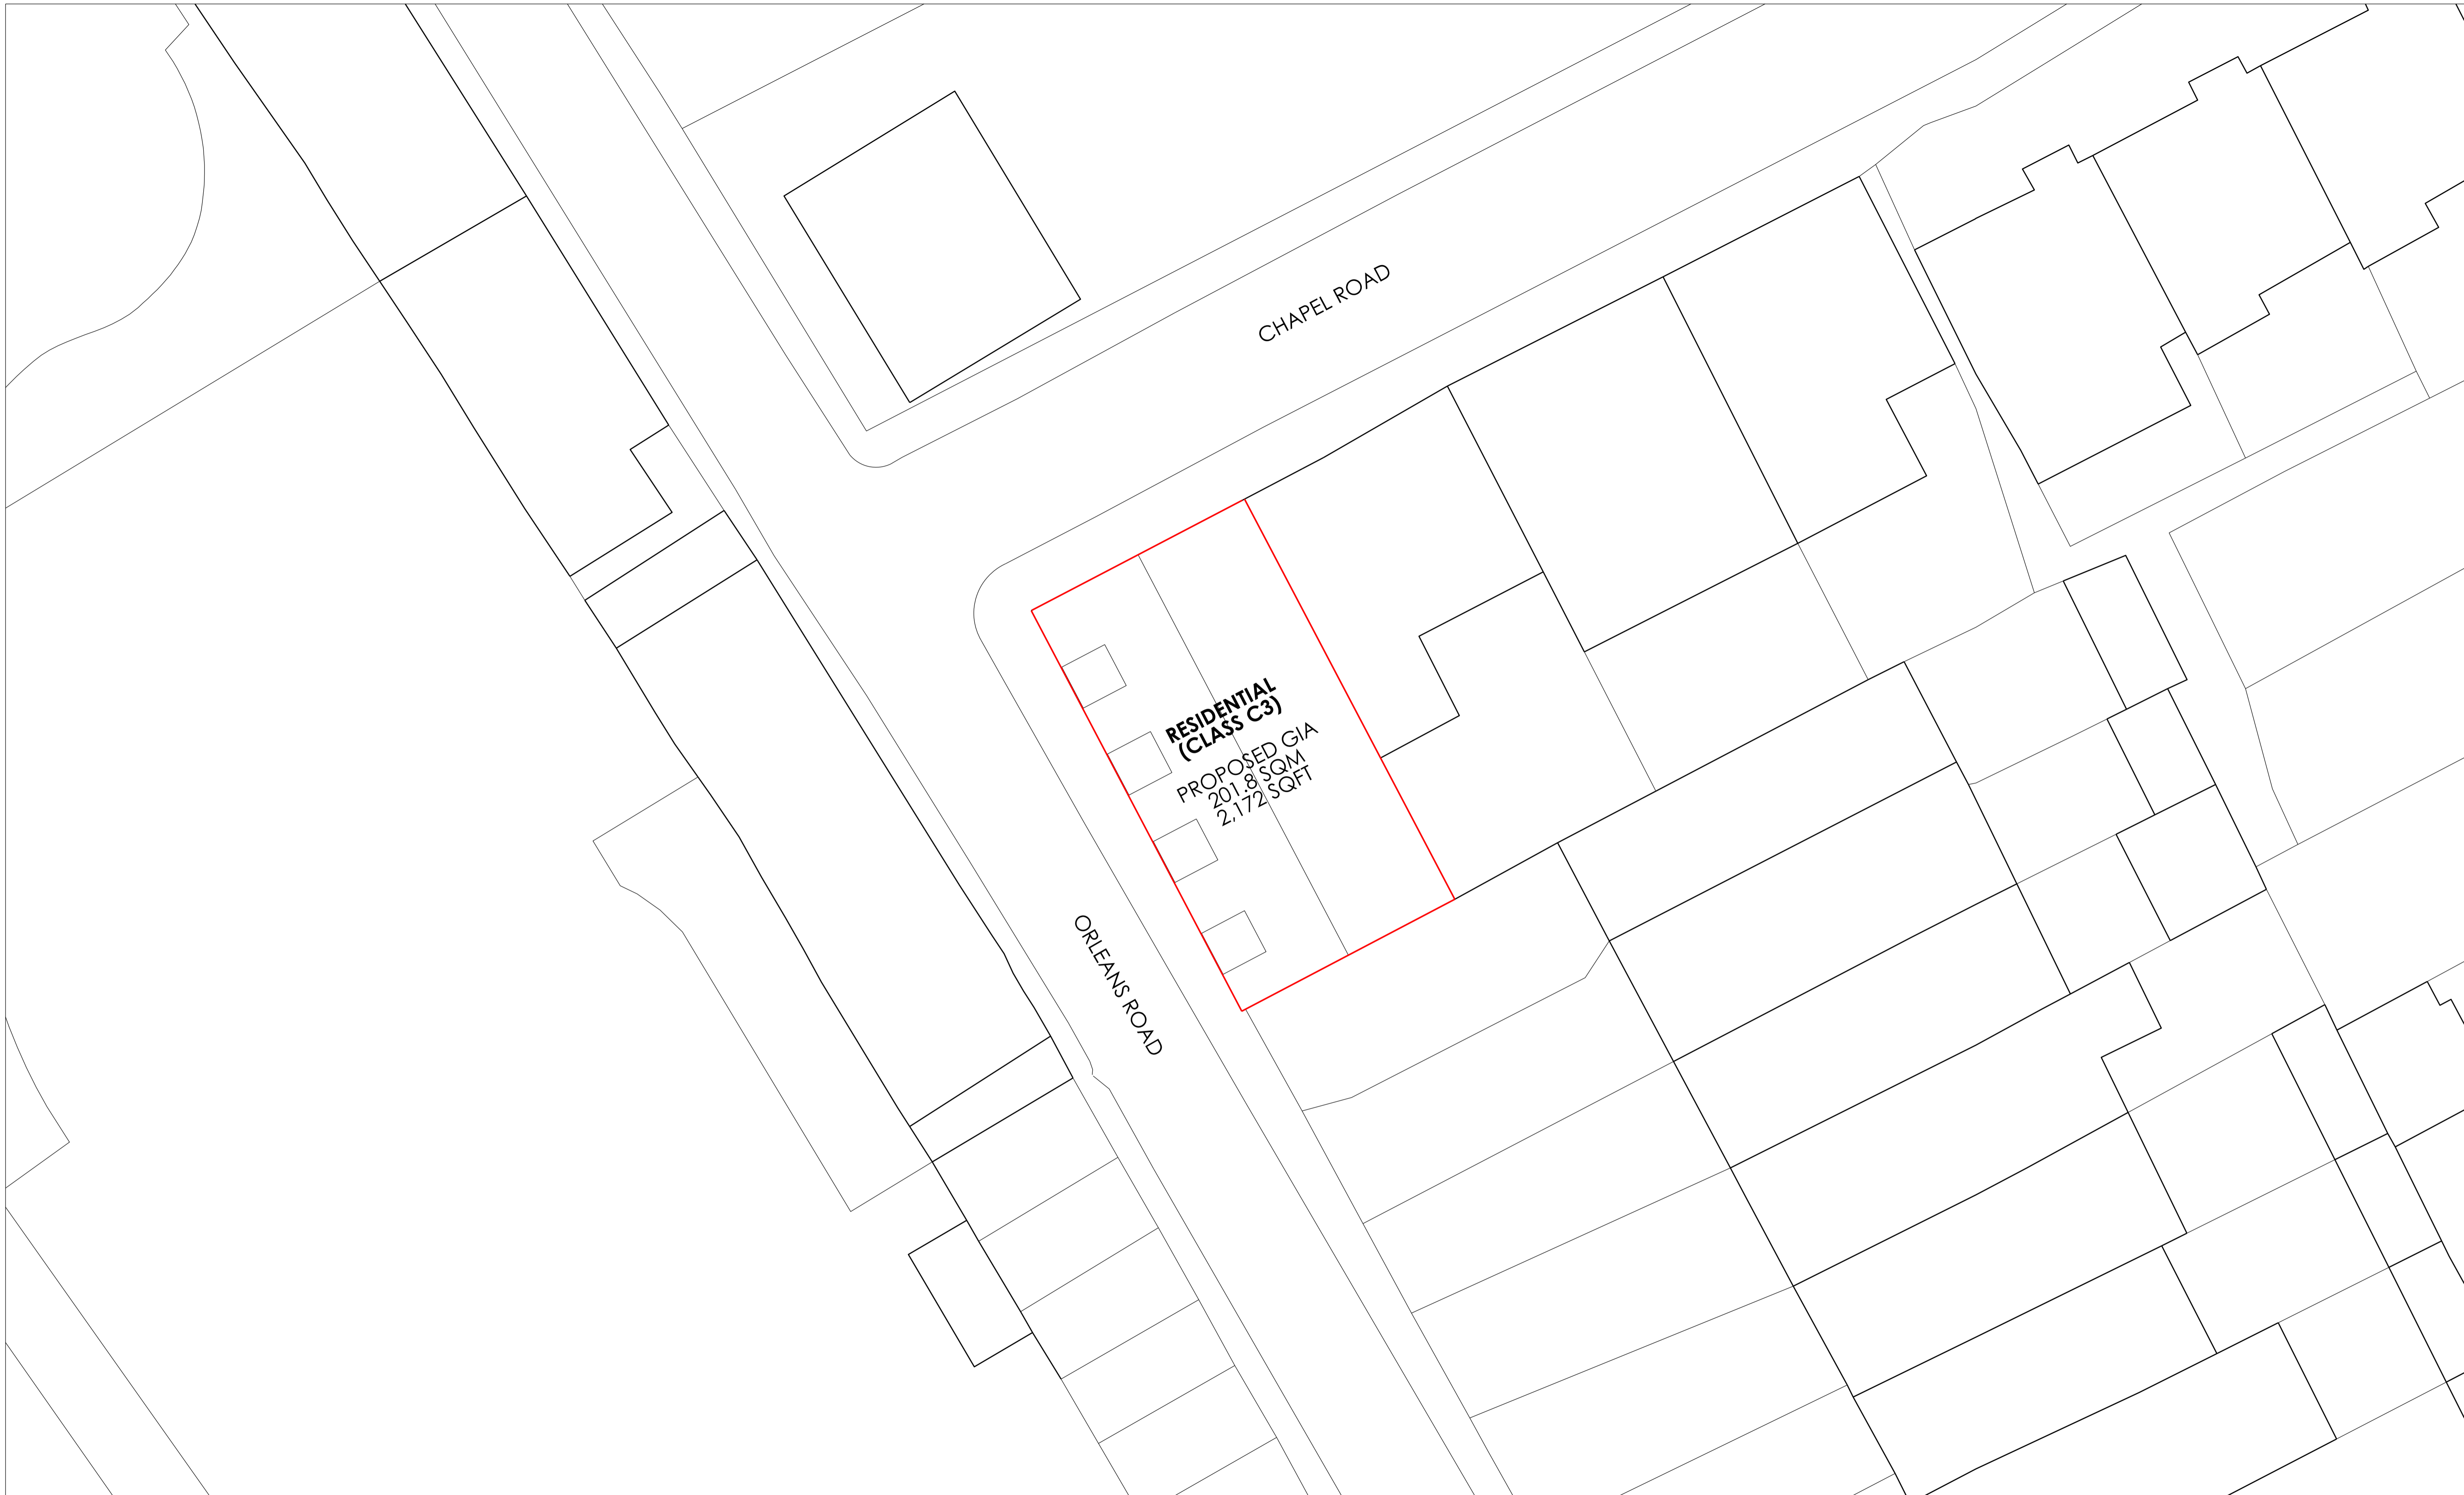 CHAPEL ROAD
RESIDENTIAL
(CLASS C3)
PROPOSED GIA
201.8 SQM
2,172 SQFT
ORLEANS ROAD